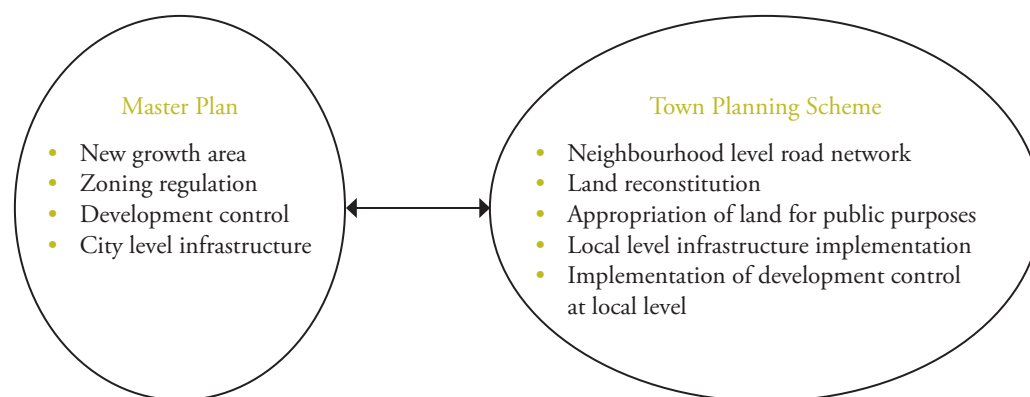 Master Plan
• New growth area
• Zoning regulation
• Development control
• City level infrastructure
Town Planning Scheme
• Neighbourhood level road network
• Land reconstitution
• Appropriation of land for public purposes
• Local level infrastructure implementation
• Implementation of development control
at local level